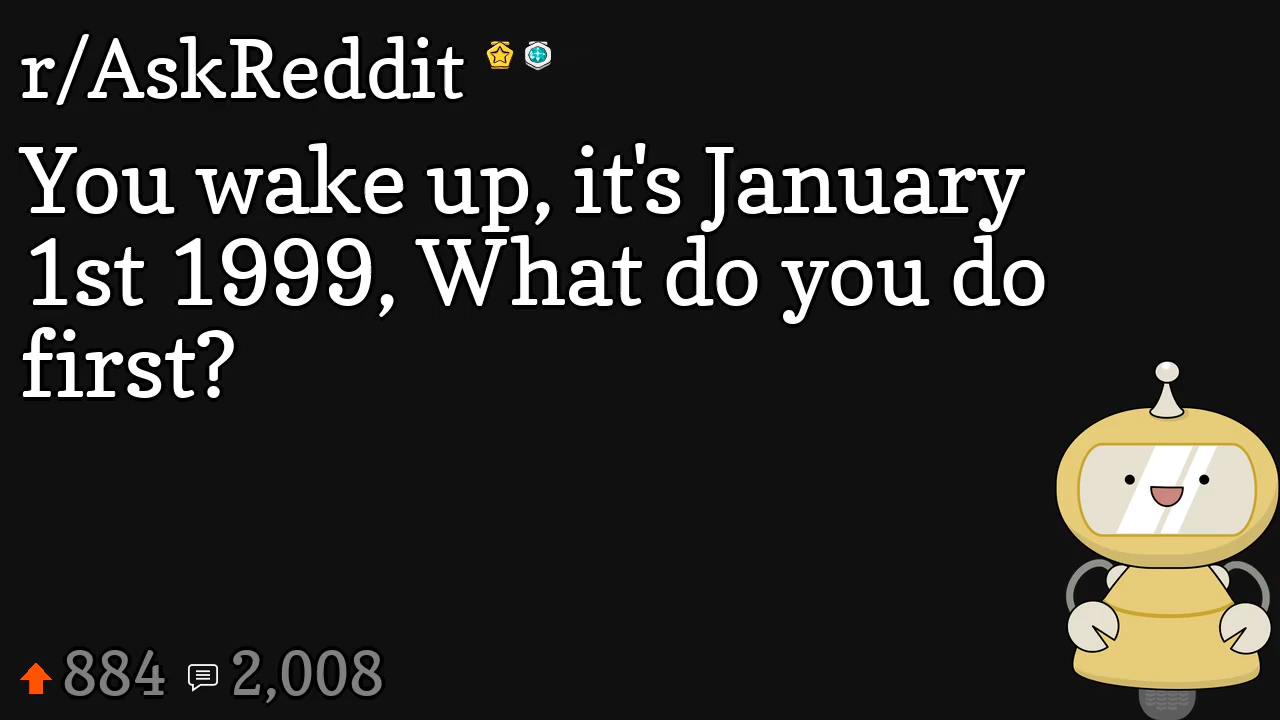 r/AskReddit
You wake up, it's January
1st 1999, What do you do
first?
884 2,008